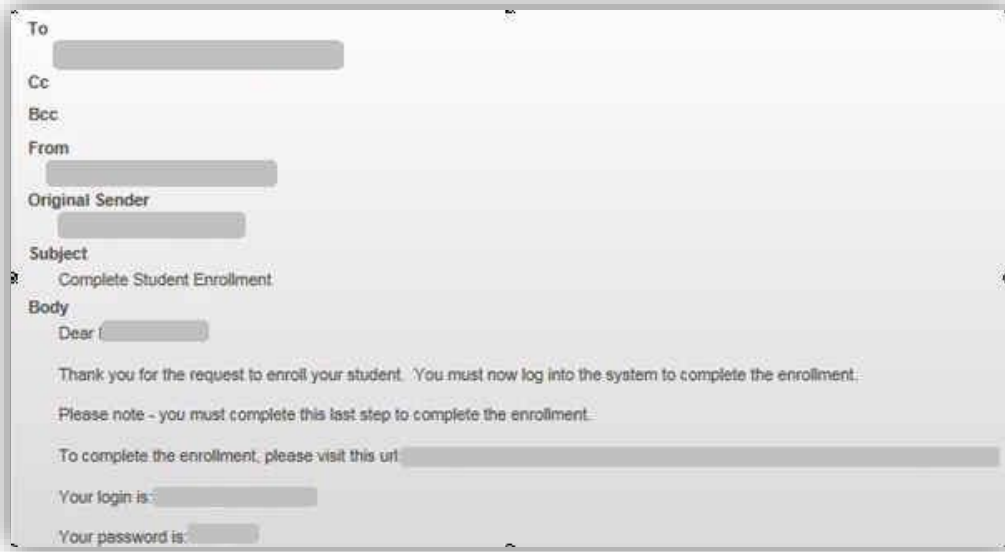 To
Cc
Bcc
From
Original Sender
Subject
Complete Student Enrollment
Body
Dear
Thank you for the request to enroll your student. You must now log into the system to complete the enrollment.
Please note - you must complete this last step to complete the enrollment.
To complete the enrollment, please visit this url
Your login is:
Your password is: